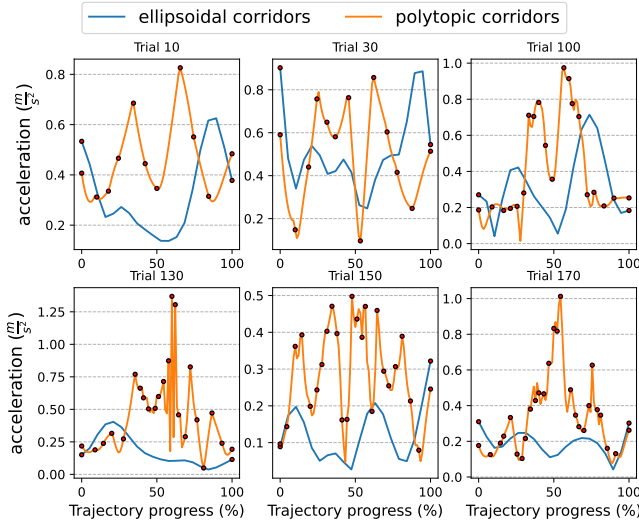 ellipsoidal corridors polytopic corridors
Trial 10 Trial 30 Trial 100
acceleration (m/s²)
0.8 0.6 0.4 0.2
0.8 0.6 0.4 0.2
1.0 0.8 0.6 0.4 0.2 0.0
0 50 100 0 50 100 0 50 100
Trial 130 Trial 150 Trial 170
acceleration (m/s²)
1.25 1.00 0.75 0.50 0.25 0.00
0.5 0.4 0.3 0.2 0.1
1.0 0.8 0.6 0.4 0.2 0.0
0 50 100 0 50 100 0 50 100
Trajectory progress (%) Trajectory progress (%) Trajectory progress (%)